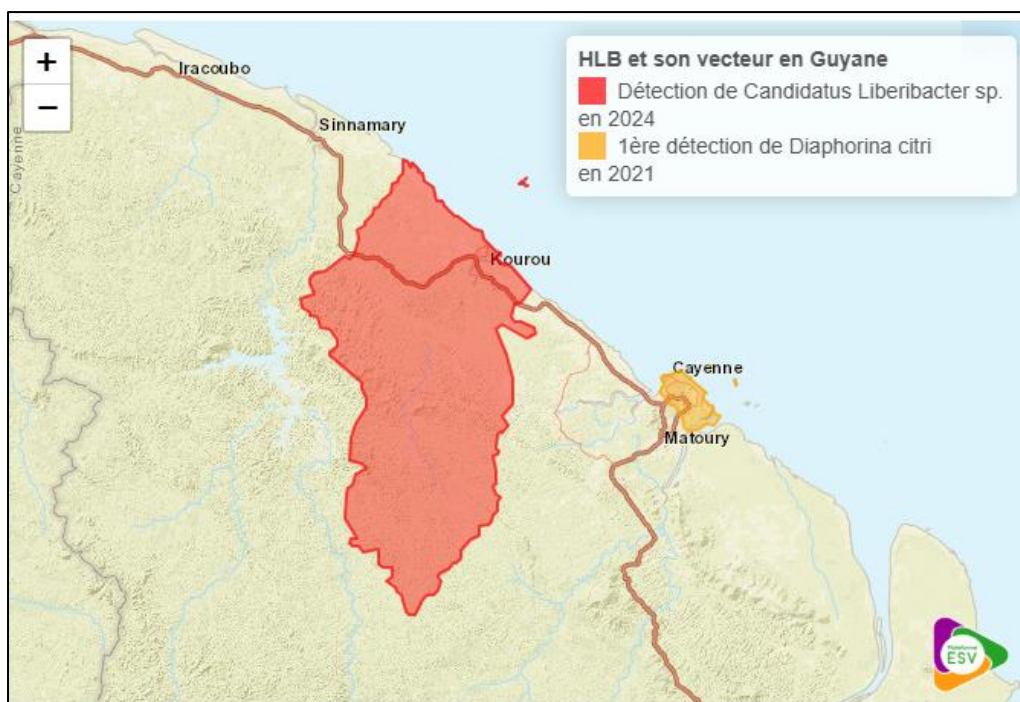 +
−
Cayenne
Iracoubo
Sinnamary
Kourou
Cayenne
Matoury
HLB et son vecteur en Guyane
Détection de Candidatus Liberibacter sp.
en 2024
1ère détection de Diaphorina citri
en 2021
Plateforme
ESV